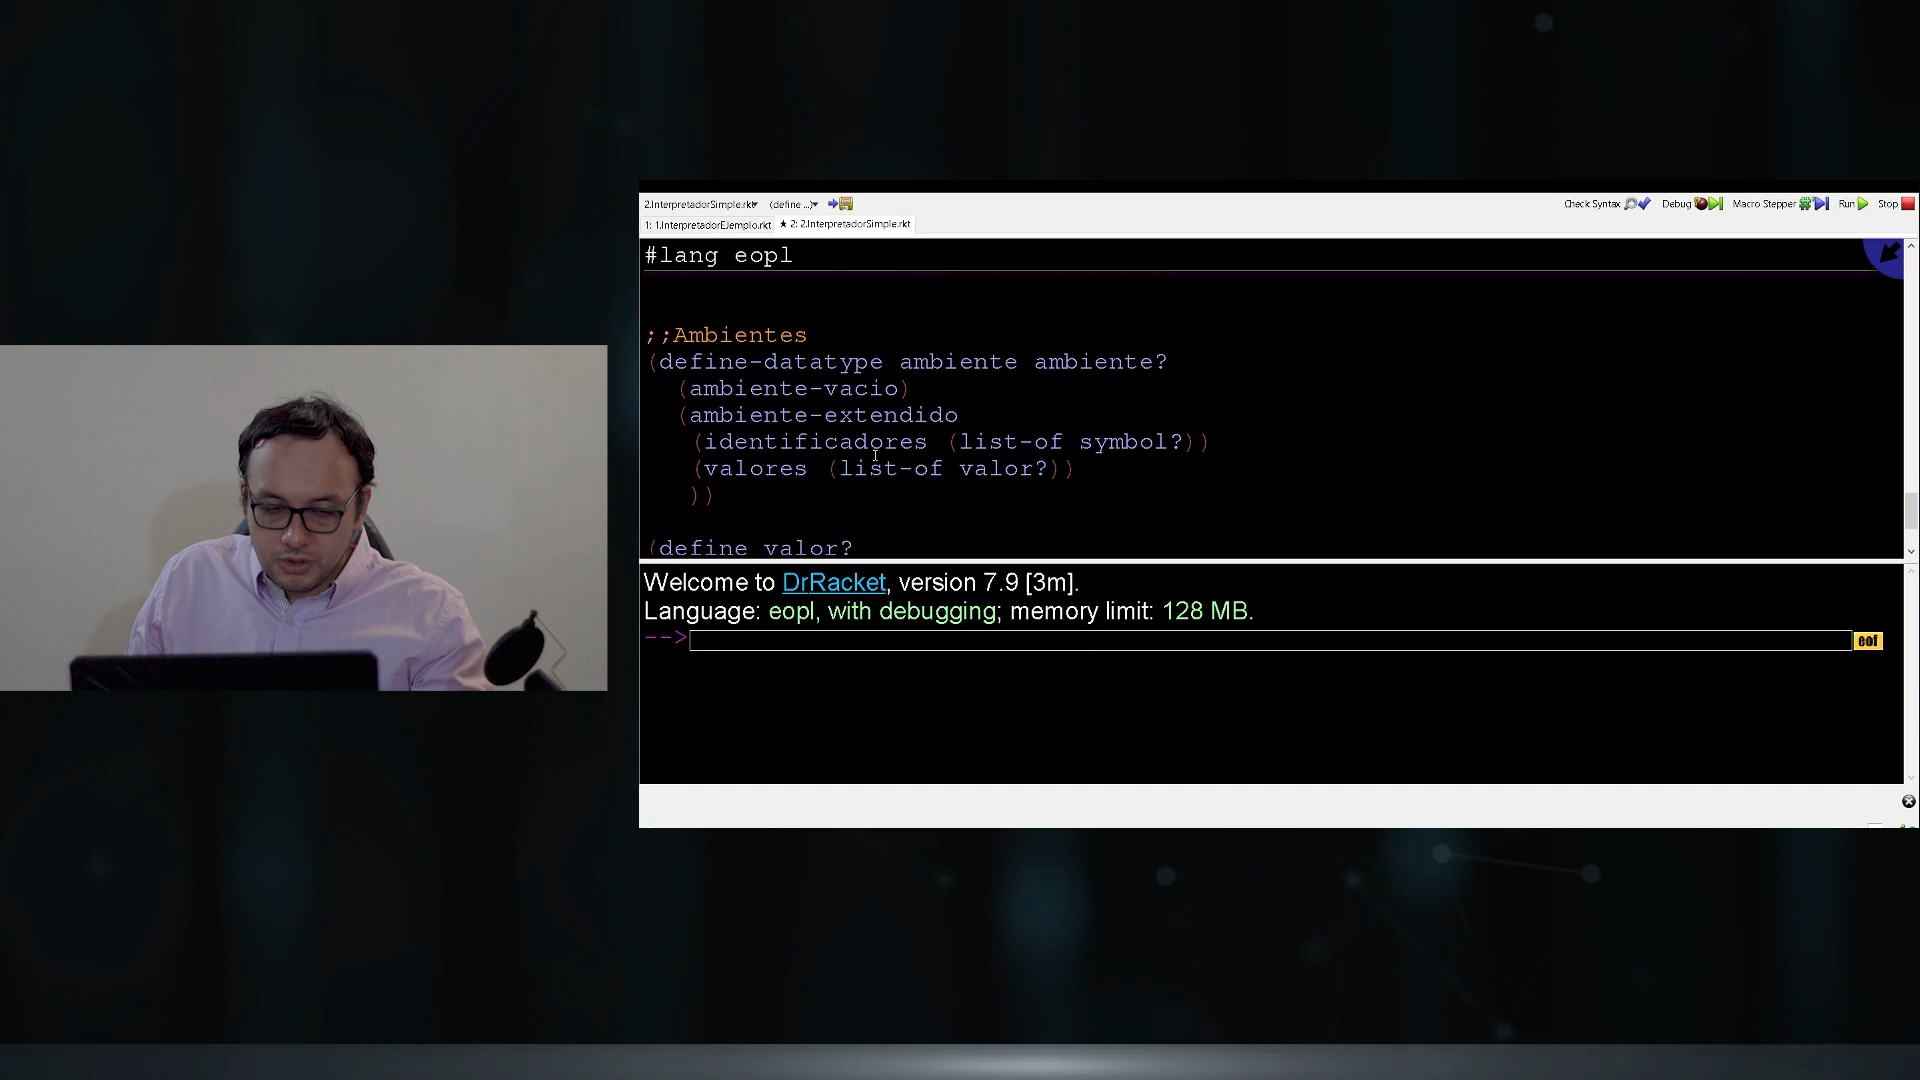 2.InterpretadorSimple.rkt (define ...) Check Syntax Debug Macro Stepper Run Stop
1: 1.InterpretadorEJemplo.rkt ★ 2: 2.InterpretadorSimple.rkt
#lang eopl
;;Ambientes
(define-datatype ambiente ambiente?
(ambiente-vacio)
(ambiente-extendido
(identificadores (list-of symbol?))
(valores (list-of valor?))
))
(define valor?
Welcome to DrRacket, version 7.9 [3m].
Language: eopl, with debugging; memory limit: 128 MB.
--> eof